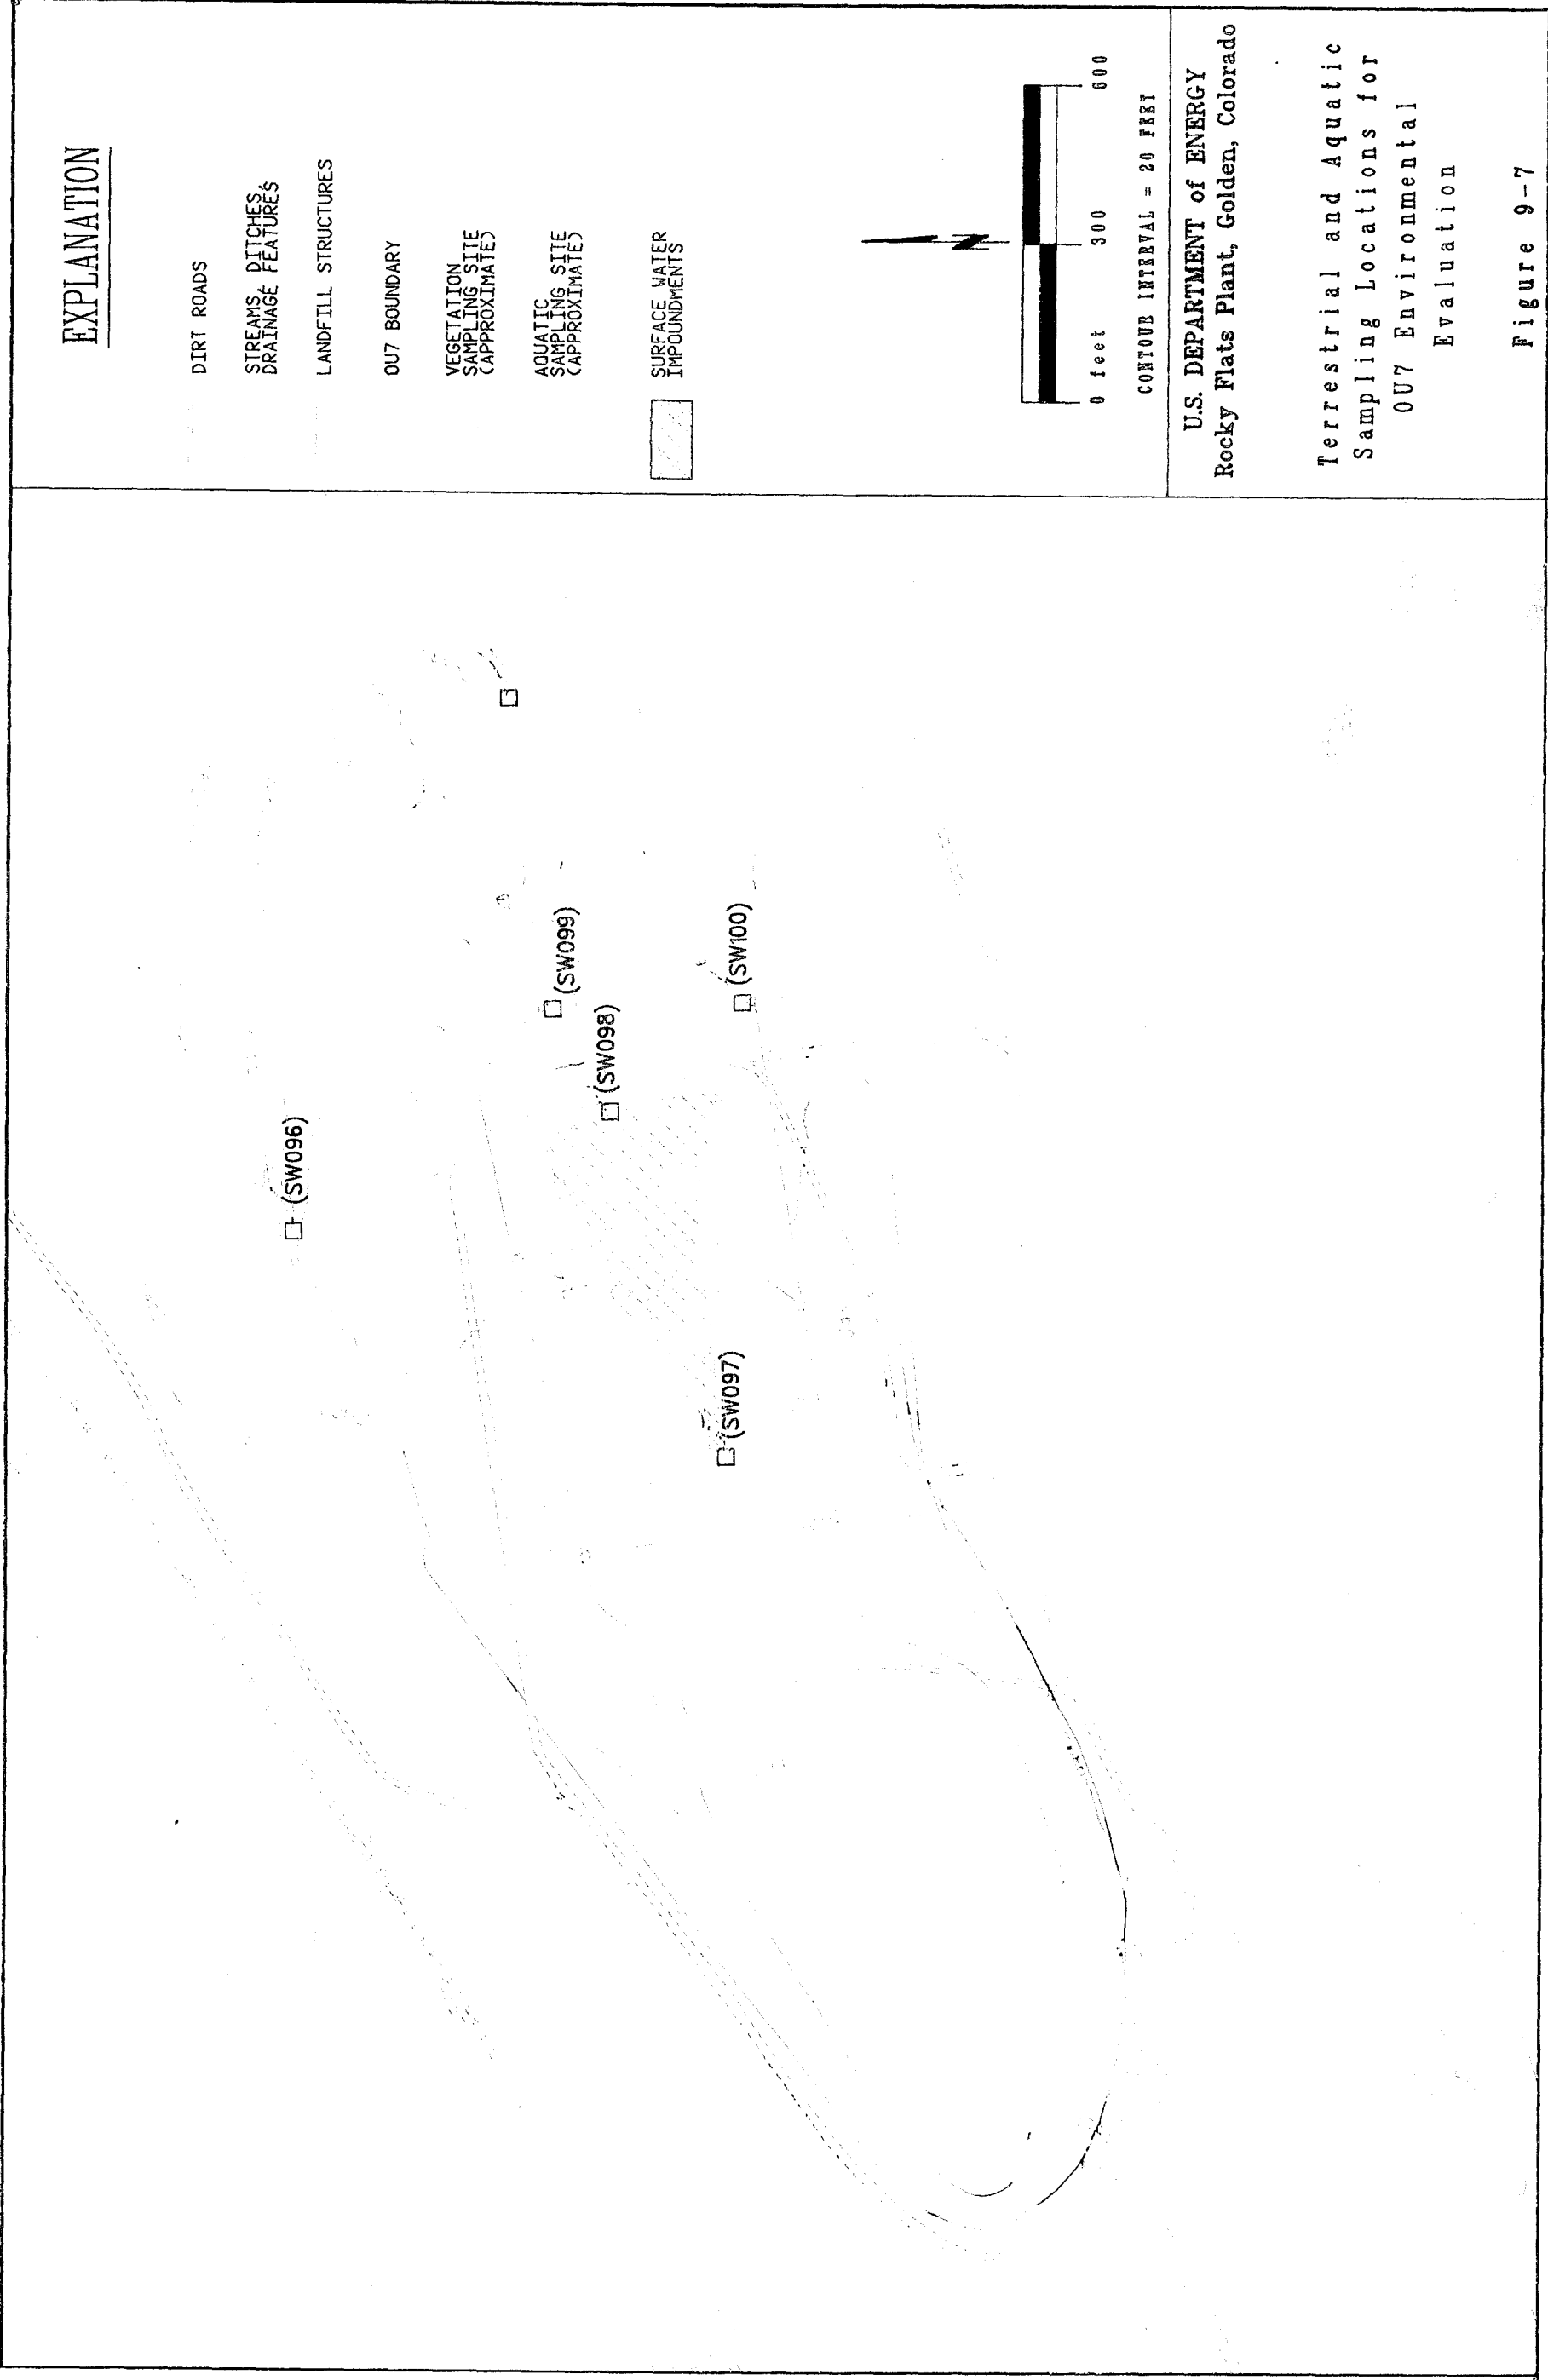 EXPLANATION
DIRT ROADS
STREAMS, DITCHES,
DRAINAGE FEATURES
LANDFILL STRUCTURES
OU7 BOUNDARY
VEGETATION
SAMPLING SITE
(APPROXIMATE)
AQUATIC
SAMPLING SITE
(APPROXIMATE)
SURFACE WATER
IMPOUNDMENTS
N
0 feet 300 600
CONTOUR INTERVAL = 20 FEET
U.S. DEPARTMENT of ENERGY
Rocky Flats Plant, Golden, Colorado
Terrestrial and Aquatic
Sampling Locations for
OU7 Environmental
Evaluation
Figure 9-7
(SW096)
(SW099)
(SW098)
(SW100)
(SW097)